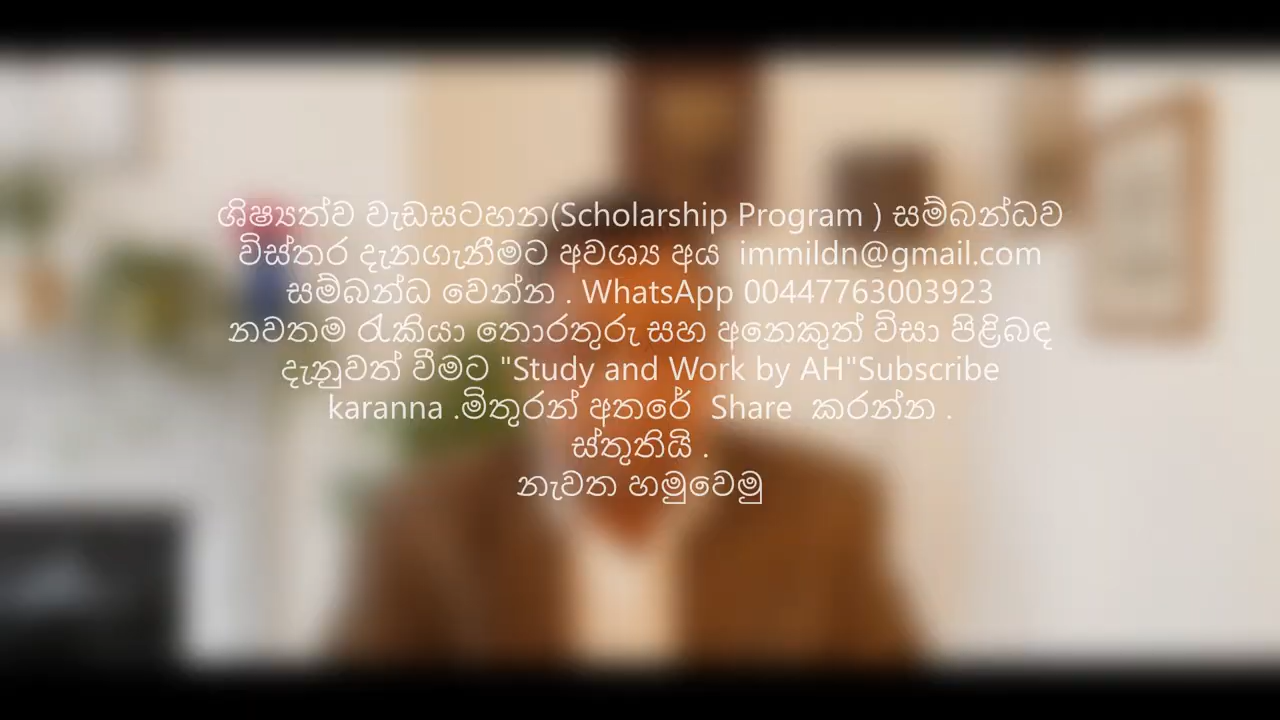 ශිෂ්‍යත්ව වැඩසටහන(Scholarship Program ) සම්බන්ධව
විස්තර දැනගැනීමට අවශ්‍ය අය  immildn@gmail.com
සම්බන්ධ වෙන්න . WhatsApp 00447763003923
නවතම රැකියා තොරතුරු සහ අනෙකුත් විසා පිළිබඳ
දැනුවත් වීමට "Study and Work by AH"Subscribe
karanna .මිතුරන් අතරේ  Share  කරන්න .
ස්තුතියි .
නැවත හමුවෙමු